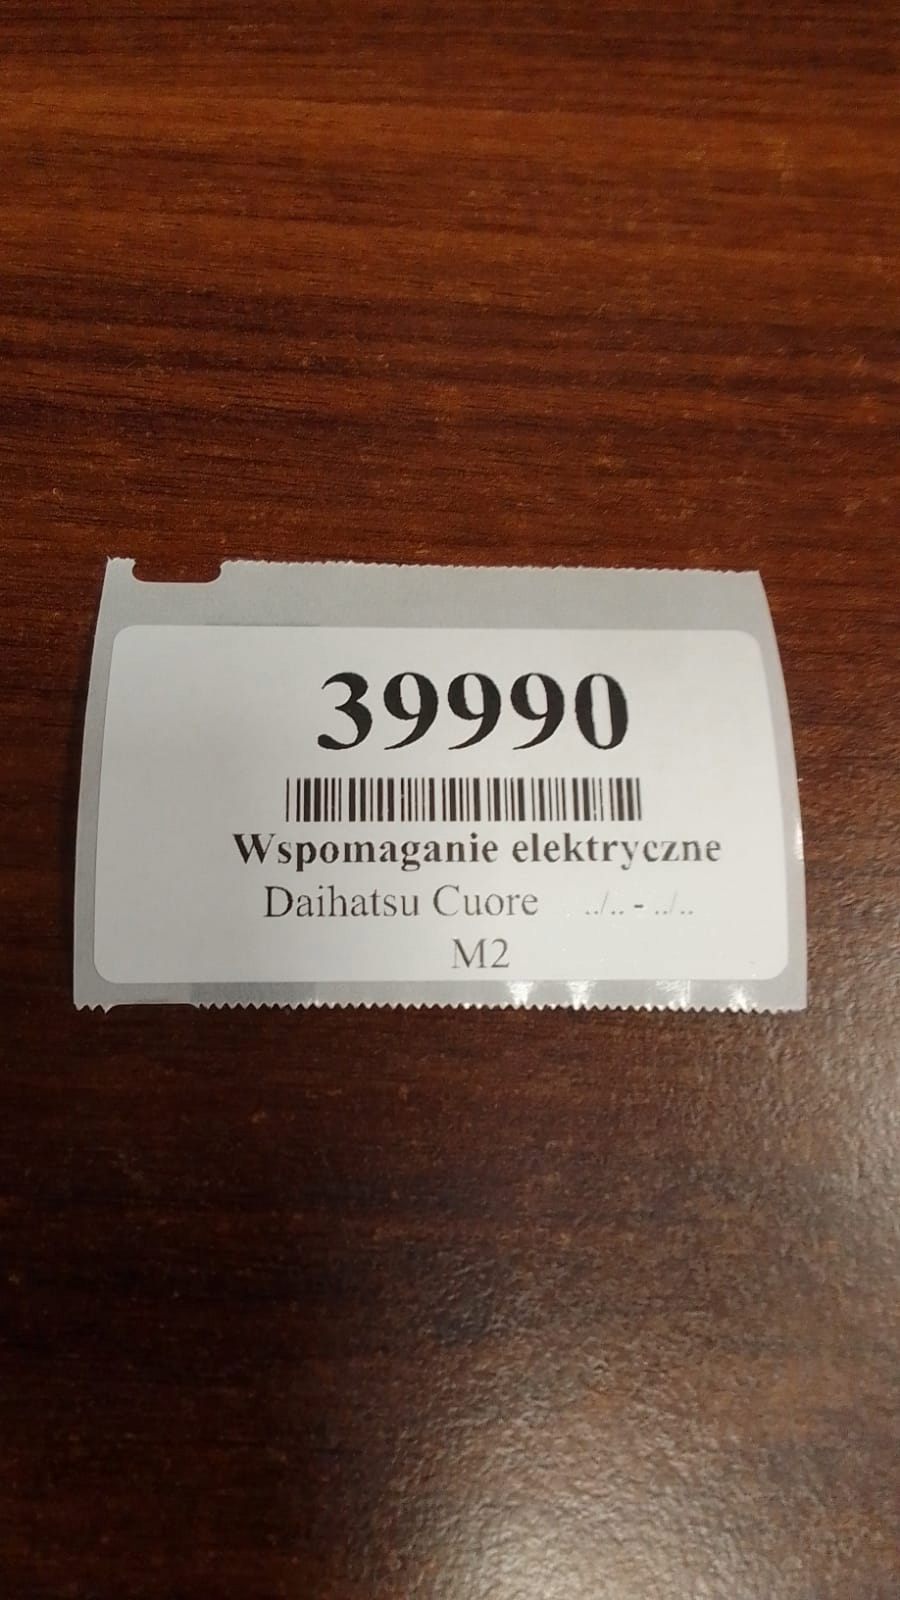 39990
Wspomaganie elektryczne
Daihatsu Cuore ../.. - ../..
M2